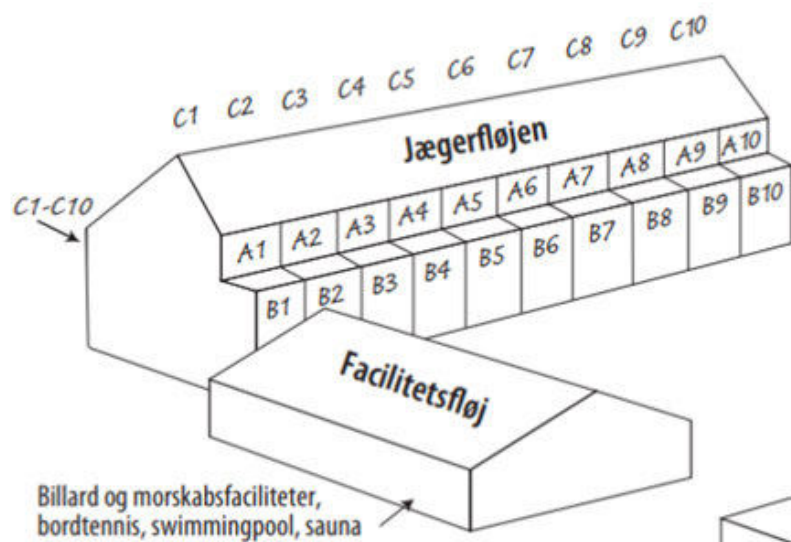 C1 C2 C3 C4 C5 C6 C7 C8 C9 C10
Jægerfløjen
C1-C10
A1 A2 A3 A4 A5 A6 A7 A8 A9 A10
B1 B2 B3 B4 B5 B6 B7 B8 B9 B10
Facilitetsfløj
Billard og morskabsfaciliteter,
bordtennis, swimmingpool, sauna